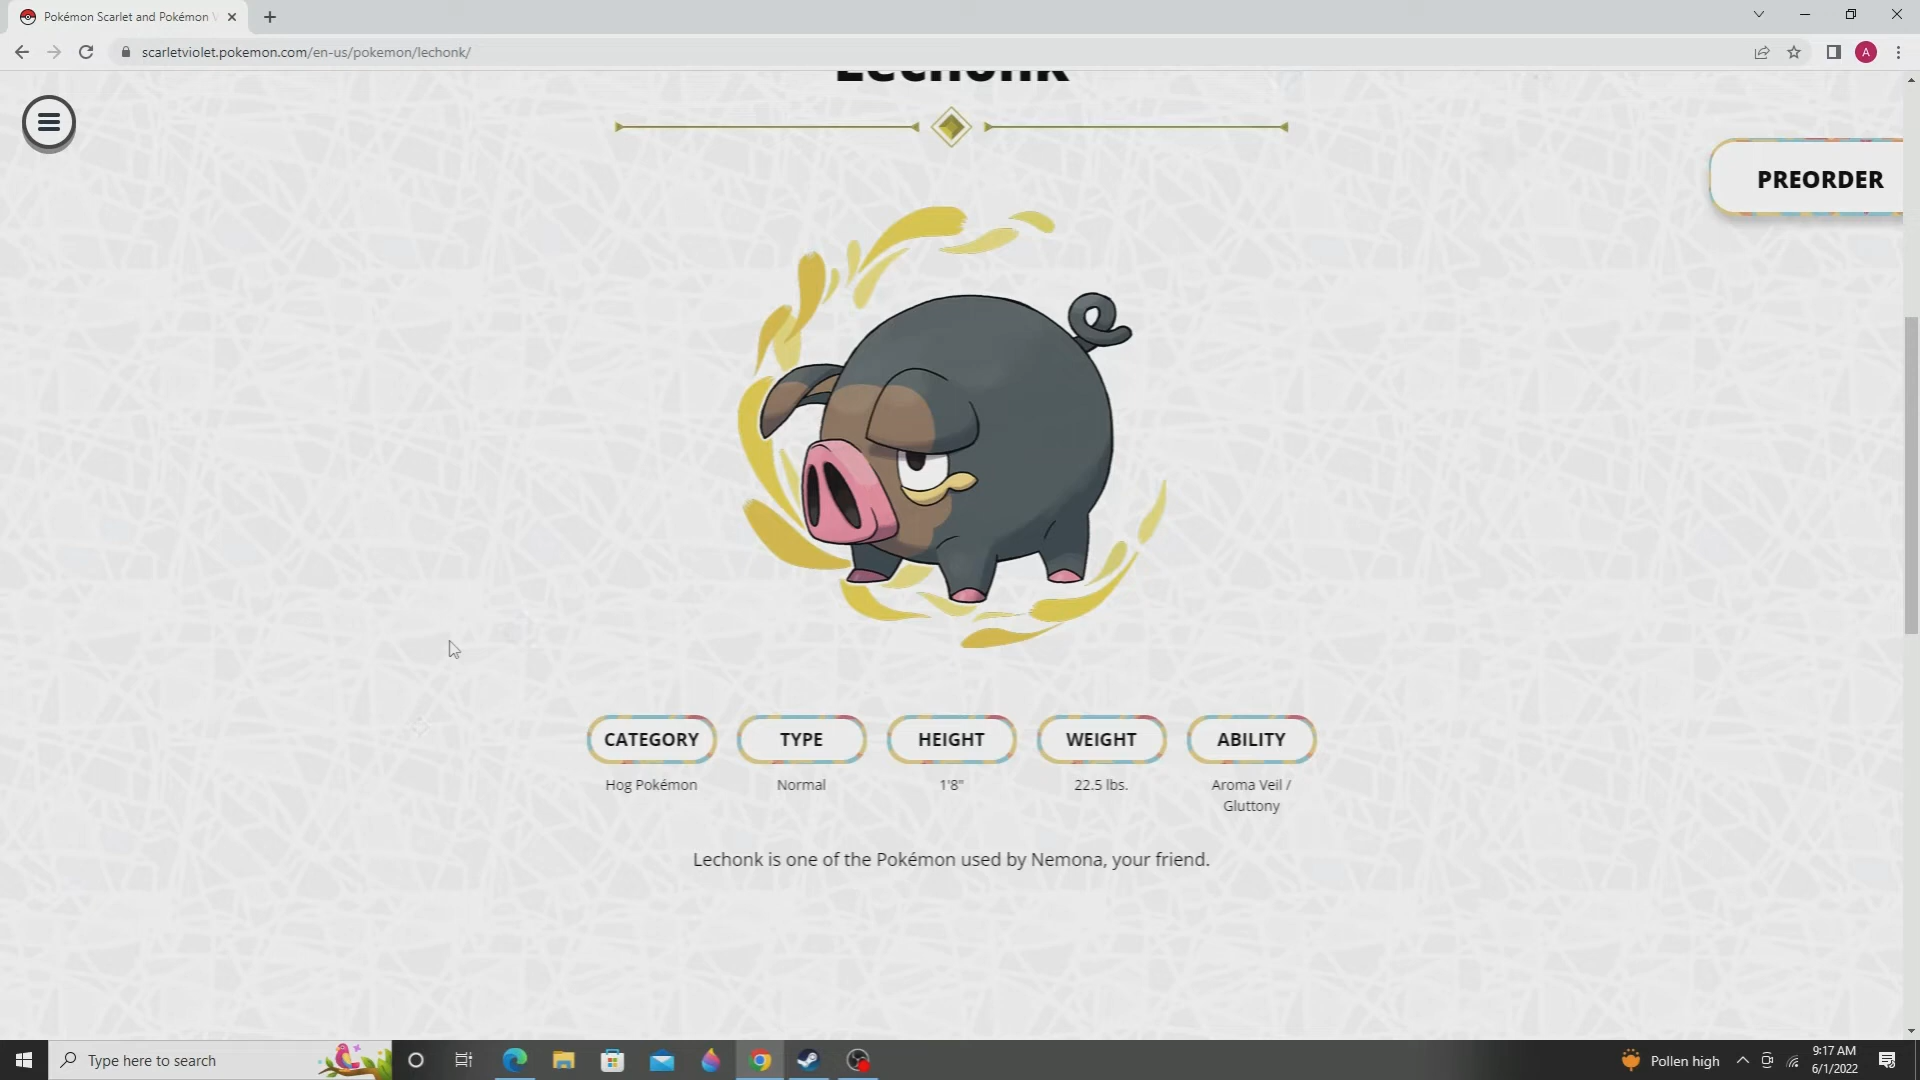 Pokémon Scarlet and Pokémon V
scarletviolet.pokemon.com/en-us/pokemon/lechonk/
A
Lechonk
PREORDER
CATEGORY
TYPE
HEIGHT
WEIGHT
ABILITY
Hog Pokémon
Normal
1'8"
22.5 lbs.
Aroma Veil /
Gluttony
Lechonk is one of the Pokémon used by Nemona, your friend.
Type here to search
Pollen high
9:17 AM
6/1/2022